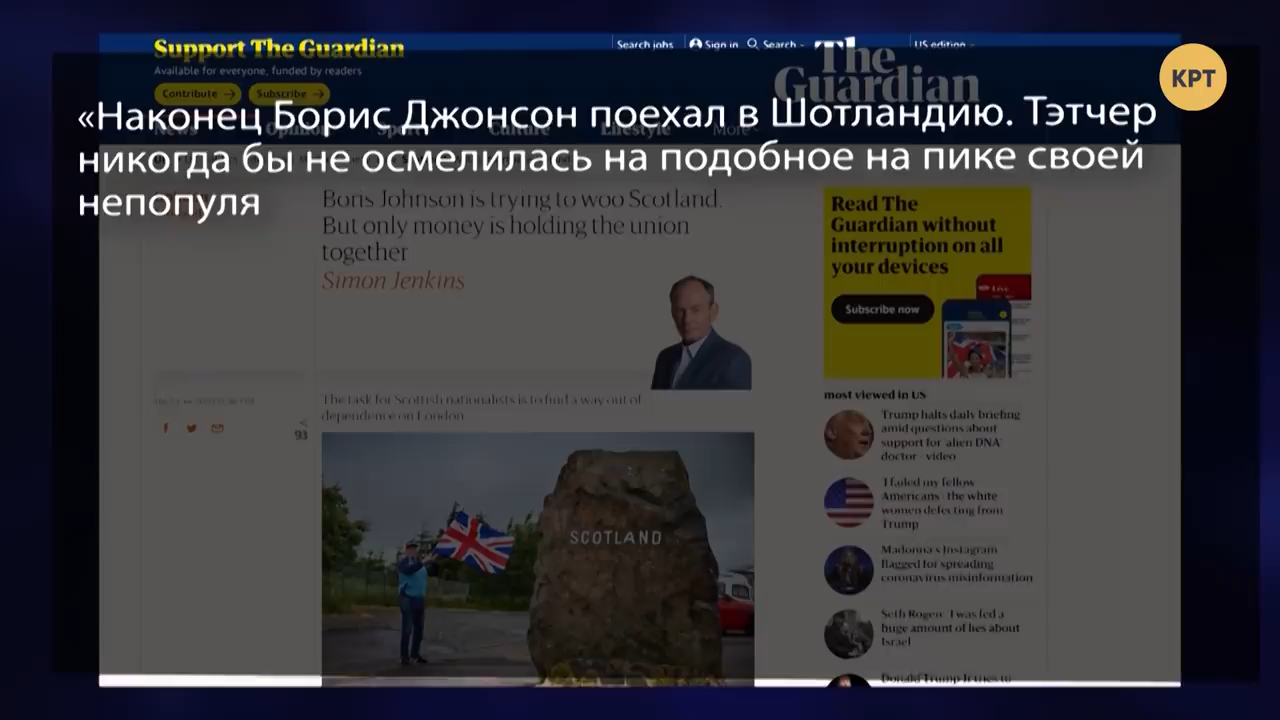 Support The Guardian
Available for everyone, funded by readers
Contribute →
Subscribe →
Search jobs
Sign in
Search
US edition
The
Guardian
КРТ
«Наконец Борис Джонсон поехал в Шотландию. Тэтчер
никогда бы не осмелилась на подобное на пике своей
непопуля
News
Opinion
Sport
Culture
Lifestyle
More
Boris Johnson is trying to woo Scotland.
But only money is holding the union
together
Simon Jenkins
93
The task for Scottish nationalists is to find a way out of
dependence on London
SCOTLAND
Read The
Guardian without
interruption on all
your devices
Subscribe now
most viewed in US
Trump halts daily briefing
amid questions about
support for 'alien DNA'
doctor – video
'I failed my fellow
Americans': the white
women defecting from
Trump
Madonna's Instagram
flagged for spreading
coronavirus misinformation
Seth Rogen: 'I was fed a
huge amount of lies about
Israel'